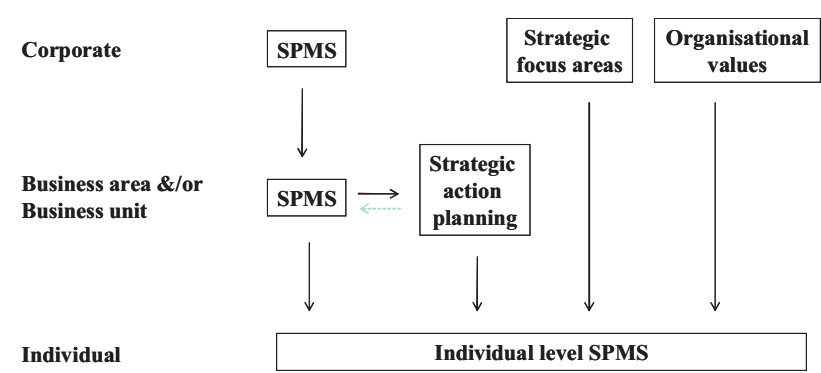 Corporate
SPMS
Strategic
focus areas
Organisational
values
Business area &/or
Business unit
SPMS
Strategic
action
planning
Individual
Individual level SPMS